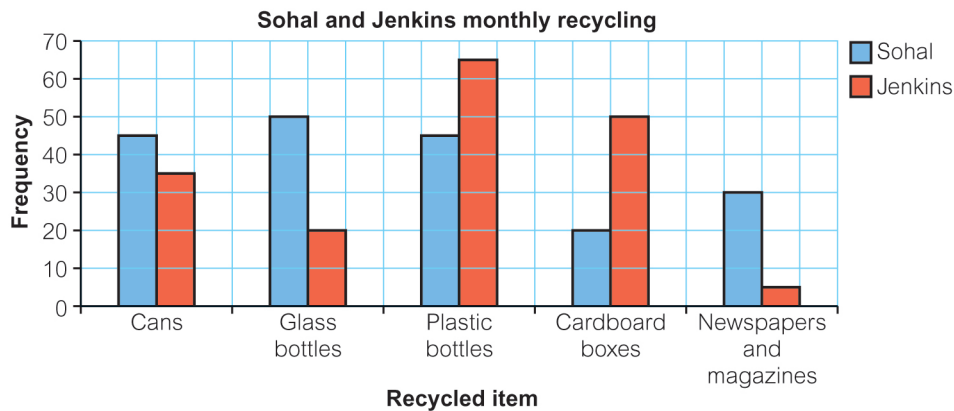 Sohal and Jenkins monthly recycling
70
60
50
40
30
20
10
0
Frequency
Sohal
Jenkins
Cans
Glass
bottles
Plastic
bottles
Cardboard
boxes
Newspapers
and
magazines
Recycled item